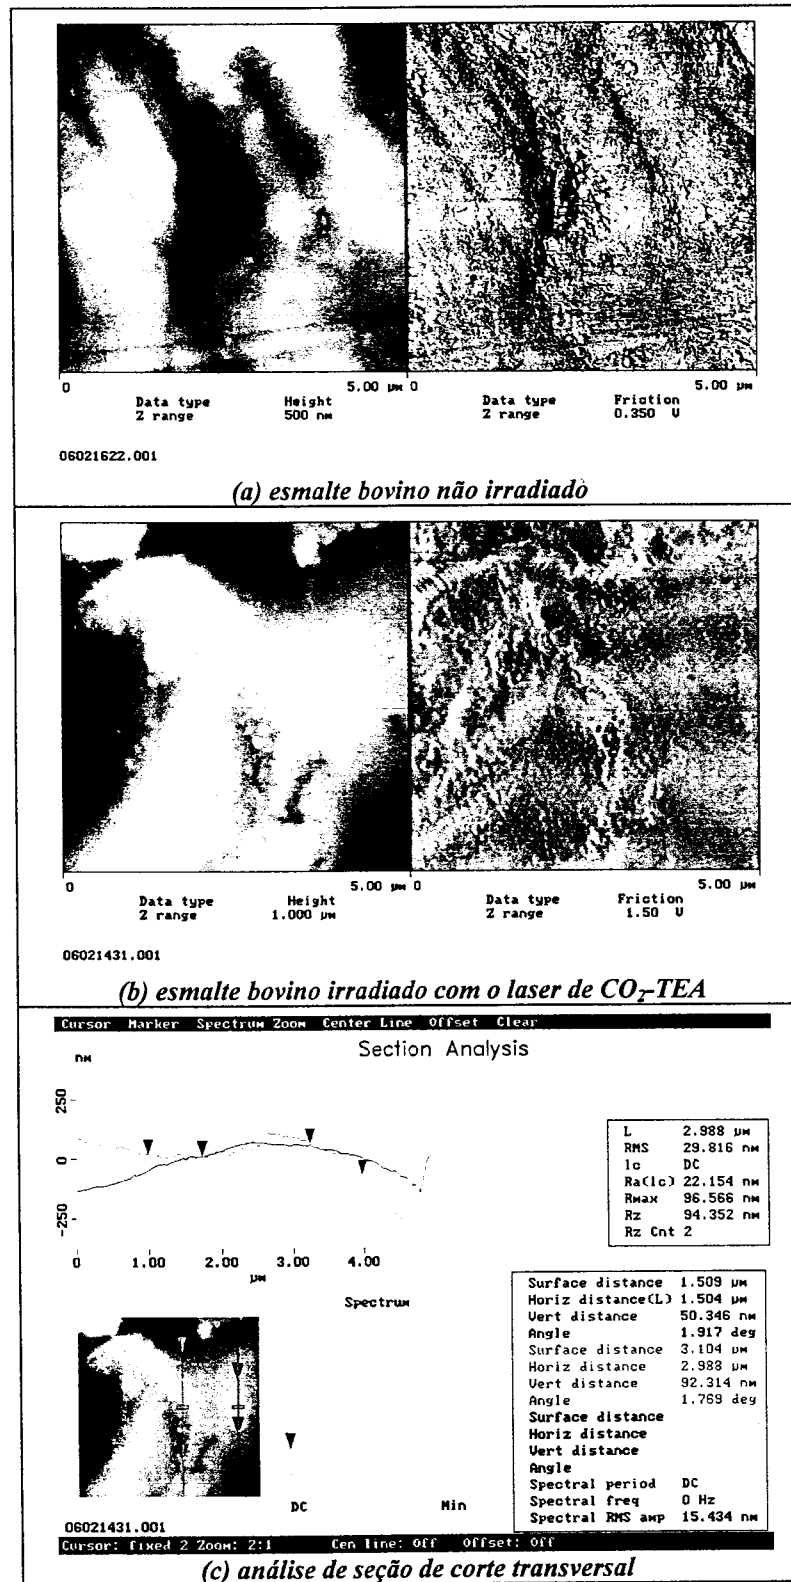 0 5.00 µm 0 5.00 µm
Data type Height Data type Friction
Z range 500 nm Z range 0.350 V
06021622.001
(a) esmalte bovino não irradiado
0 5.00 µm 0 5.00 µm
Data type Height Data type Friction
Z range 1.000 µm Z range 1.50 V
06021431.001
(b) esmalte bovino irradiado com o laser de CO2-TEA
Cursor Marker Spectrum Zoom Center Line Offset Clear
Section Analysis
nm
250
0
-250
0 1.00 2.00 3.00 4.00
µm
L 2.988 µm
RMS 29.816 nm
lc DC
Ra(lc) 22.154 nm
Rmax 96.566 nm
Rz 94.352 nm
Rz Cnt 2
Spectrum
DC Min
Surface distance 1.509 µm
Horiz distance(L) 1.504 µm
Vert distance 50.346 nm
Angle 1.917 deg
Surface distance 3.104 µm
Horiz distance 2.988 µm
Vert distance 92.314 nm
Angle 1.769 deg
Surface distance
Horiz distance
Vert distance
Angle
Spectral period DC
Spectral freq 0 Hz
Spectral RMS amp 15.434 nm
06021431.001
Cursor: fixed 2 Zoom: 2:1 Cen line: Off Offset: Off
(c) análise de seção de corte transversal